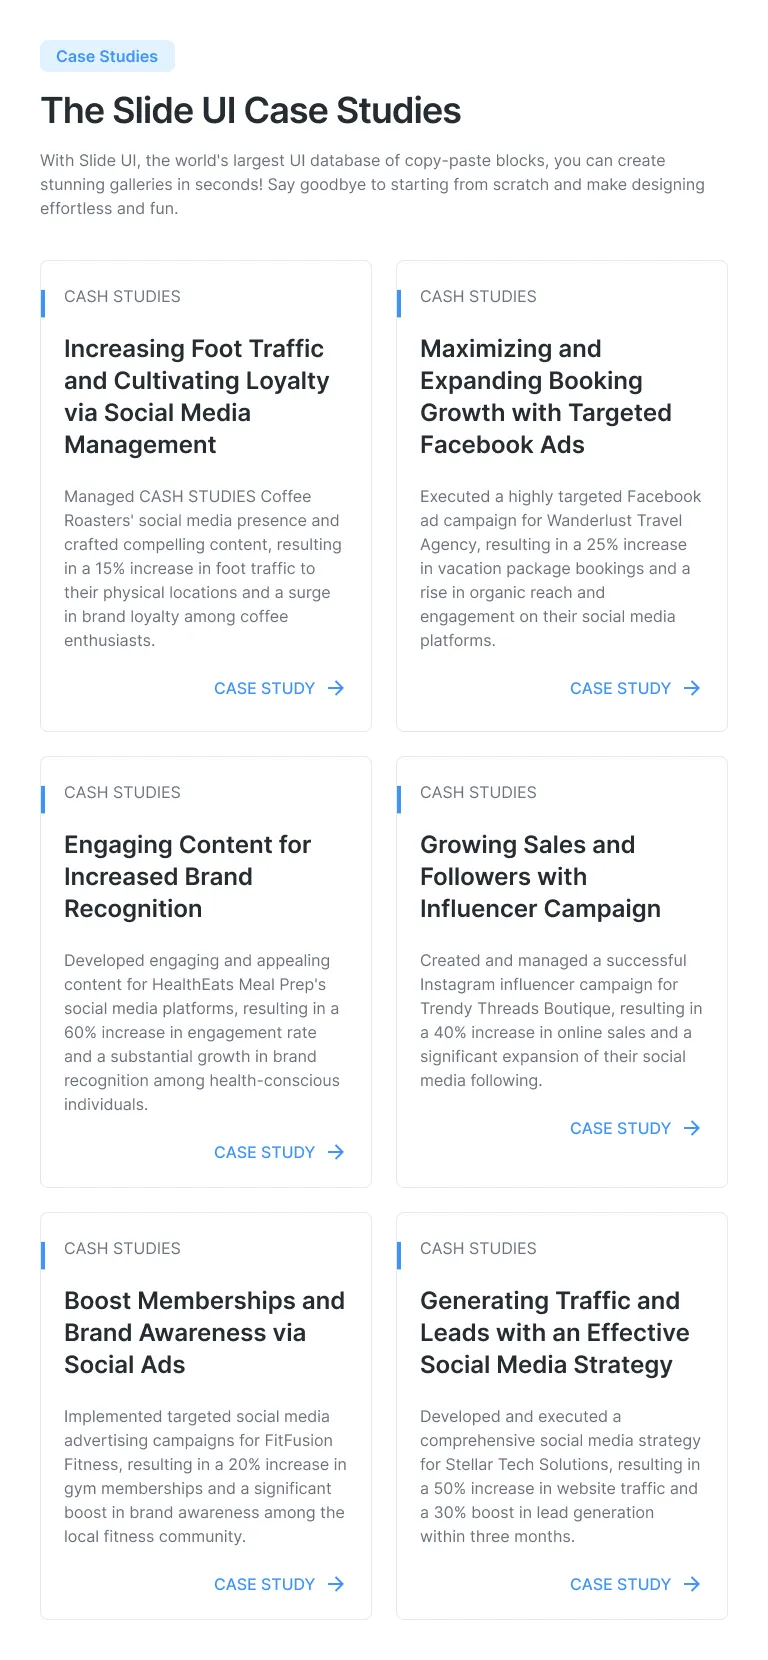 Case Studies
The Slide UI Case Studies
With Slide UI, the world's largest UI database of copy-paste blocks, you can create
stunning galleries in seconds! Say goodbye to starting from scratch and make designing
effortless and fun.
CASH STUDIES
Increasing Foot Traffic
and Cultivating Loyalty
via Social Media
Management
Managed CASH STUDIES Coffee
Roasters' social media presence and
crafted compelling content, resulting
in a 15% increase in foot traffic to
their physical locations and a surge
in brand loyalty among coffee
enthusiasts.
CASE STUDY
CASH STUDIES
Maximizing and
Expanding Booking
Growth with Targeted
Facebook Ads
Executed a highly targeted Facebook
ad campaign for Wanderlust Travel
Agency, resulting in a 25% increase
in vacation package bookings and a
rise in organic reach and
engagement on their social media
platforms.
CASE STUDY
CASH STUDIES
Engaging Content for
Increased Brand
Recognition
Developed engaging and appealing
content for HealthEats Meal Prep's
social media platforms, resulting in a
60% increase in engagement rate
and a substantial growth in brand
recognition among health-conscious
individuals.
CASE STUDY
CASH STUDIES
Growing Sales and
Followers with
Influencer Campaign
Created and managed a successful
Instagram influencer campaign for
Trendy Threads Boutique, resulting in
a 40% increase in online sales and a
significant expansion of their social
media following.
CASE STUDY
CASH STUDIES
Boost Memberships and
Brand Awareness via
Social Ads
Implemented targeted social media
advertising campaigns for FitFusion
Fitness, resulting in a 20% increase in
gym memberships and a significant
boost in brand awareness among the
local fitness community.
CASE STUDY
CASH STUDIES
Generating Traffic and
Leads with an Effective
Social Media Strategy
Developed and executed a
comprehensive social media strategy
for Stellar Tech Solutions, resulting in
a 50% increase in website traffic and
a 30% boost in lead generation
within three months.
CASE STUDY